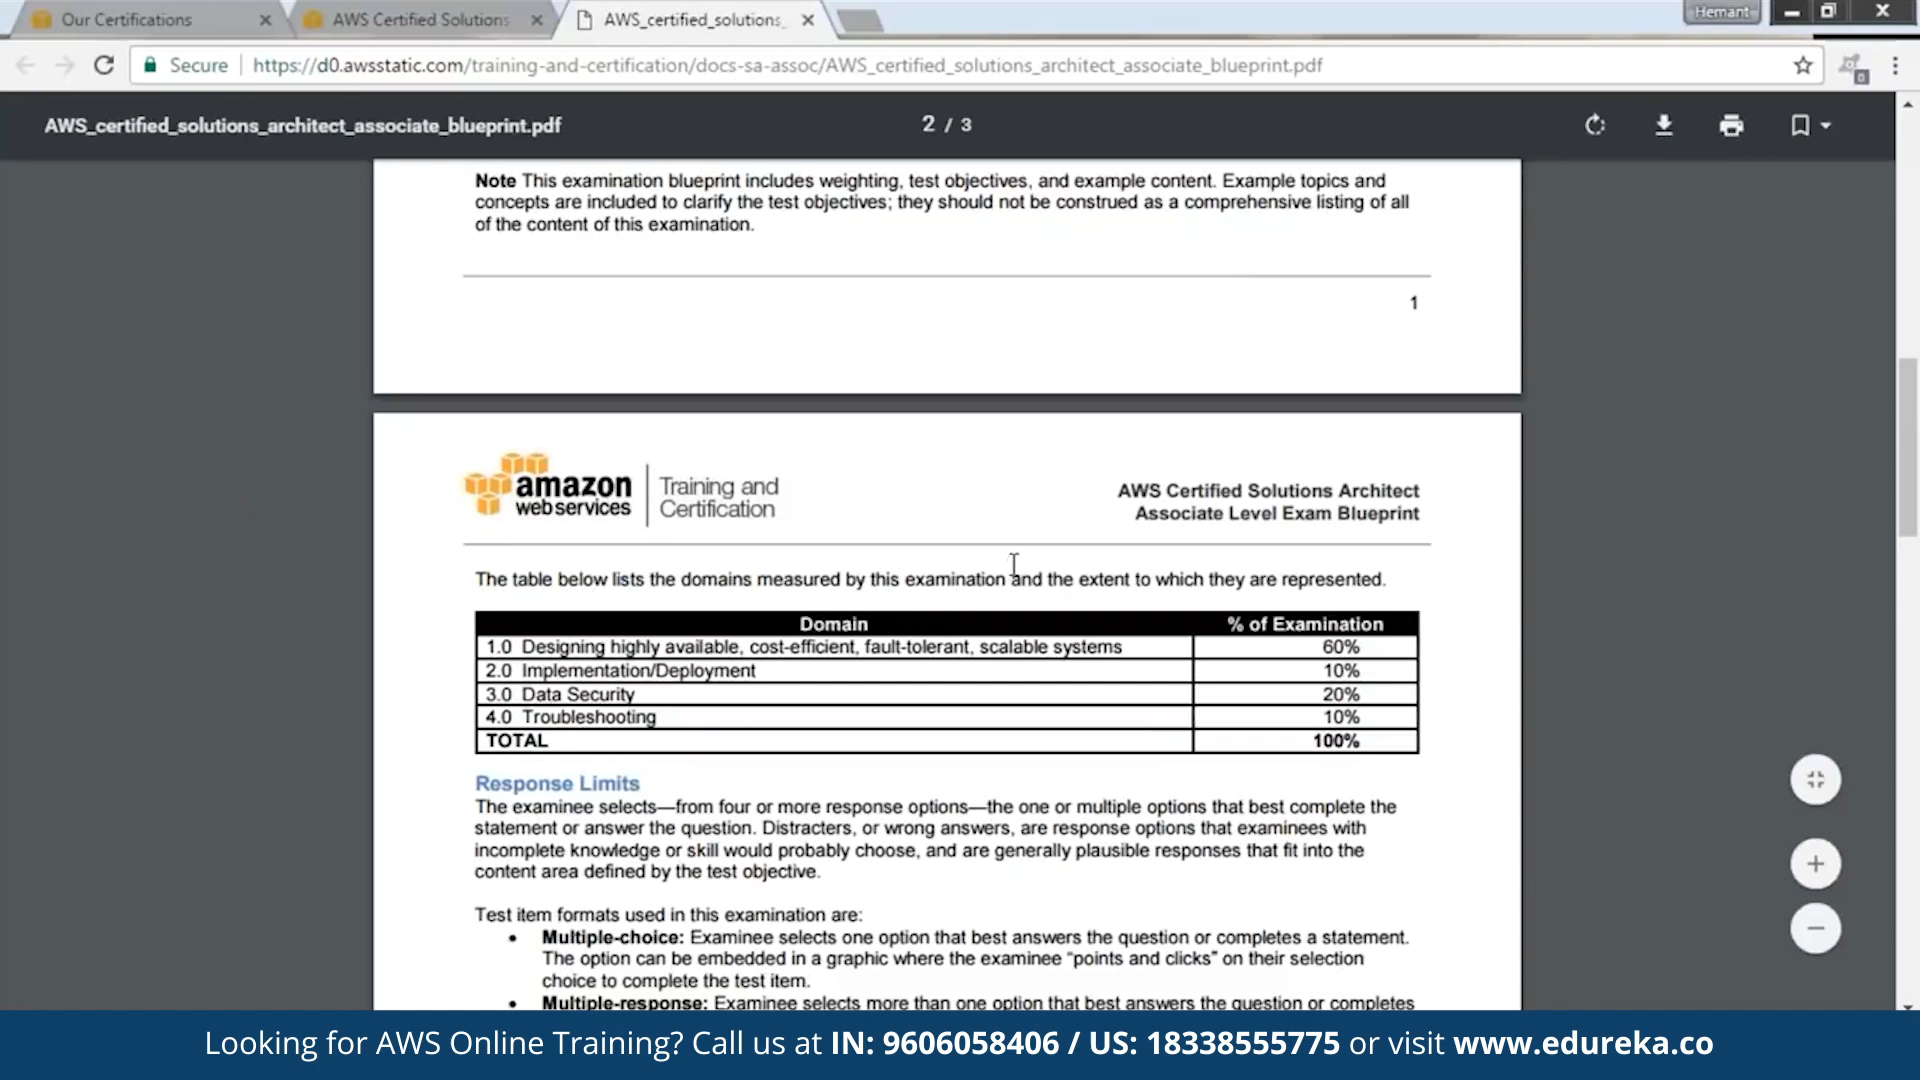 Our Certifications
AWS Certified Solutions
AWS_certified_solutions_
Hemant
Secure
https://d0.awsstatic.com/training-and-certification/docs-sa-assoc/AWS_certified_solutions_architect_associate_blueprint.pdf
0
AWS_certified_solutions_architect_associate_blueprint.pdf
2 / 3
Note This examination blueprint includes weighting, test objectives, and example content. Example topics and
concepts are included to clarify the test objectives; they should not be construed as a comprehensive listing of all
of the content of this examination.
1
amazon
webservices
Training and
Certification
AWS Certified Solutions Architect
Associate Level Exam Blueprint
The table below lists the domains measured by this examination and the extent to which they are represented.
Domain % of Examination
1.0 Designing highly available, cost-efficient, fault-tolerant, scalable systems 60%
2.0 Implementation/Deployment 10%
3.0 Data Security 20%
4.0 Troubleshooting 10%
TOTAL 100%
Response Limits
The examinee selects—from four or more response options—the one or multiple options that best complete the
statement or answer the question. Distracters, or wrong answers, are response options that examinees with
incomplete knowledge or skill would probably choose, and are generally plausible responses that fit into the
content area defined by the test objective.
Test item formats used in this examination are:
• Multiple-choice: Examinee selects one option that best answers the question or completes a statement.
The option can be embedded in a graphic where the examinee “points and clicks” on their selection
choice to complete the test item.
• Multiple-response: Examinee selects more than one option that best answers the question or completes
Looking for AWS Online Training? Call us at IN: 9606058406 / US: 18338555775 or visit www.edureka.co